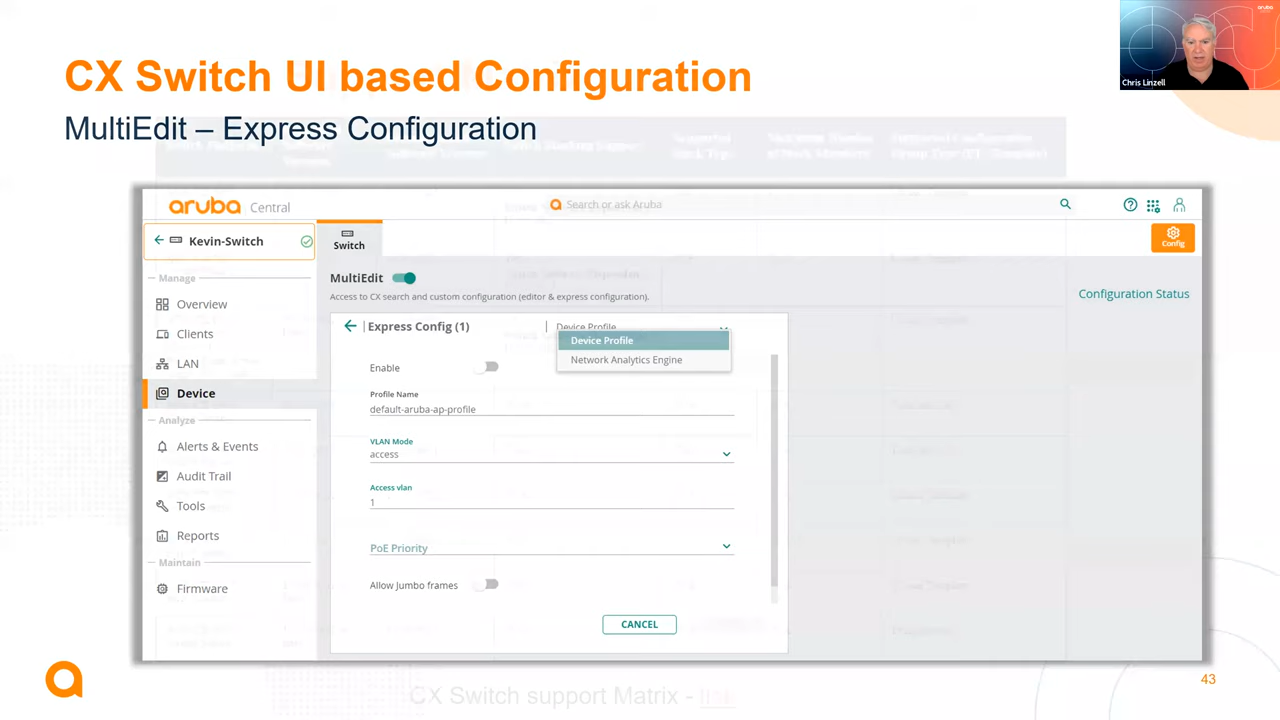 CX Switch UI based Configuration
MultiEdit – Express Configuration
aruba
Chris Linzell
aruba Central
Search or ask Aruba
Kevin-Switch
Switch
Config
Manage
Overview
Clients
LAN
Device
Analyze
Alerts & Events
Audit Trail
Tools
Reports
Maintain
Firmware
MultiEdit
Access to CX search and custom configuration (editor & express configuration).
Configuration Status
Express Config (1)
Device Profile
Device Profile
Network Analytics Engine
Enable
Profile Name
default-aruba-ap-profile
VLAN Mode
access
Access vlan
1
PoE Priority
Allow Jumbo frames
CANCEL
CX Switch support Matrix - link
43